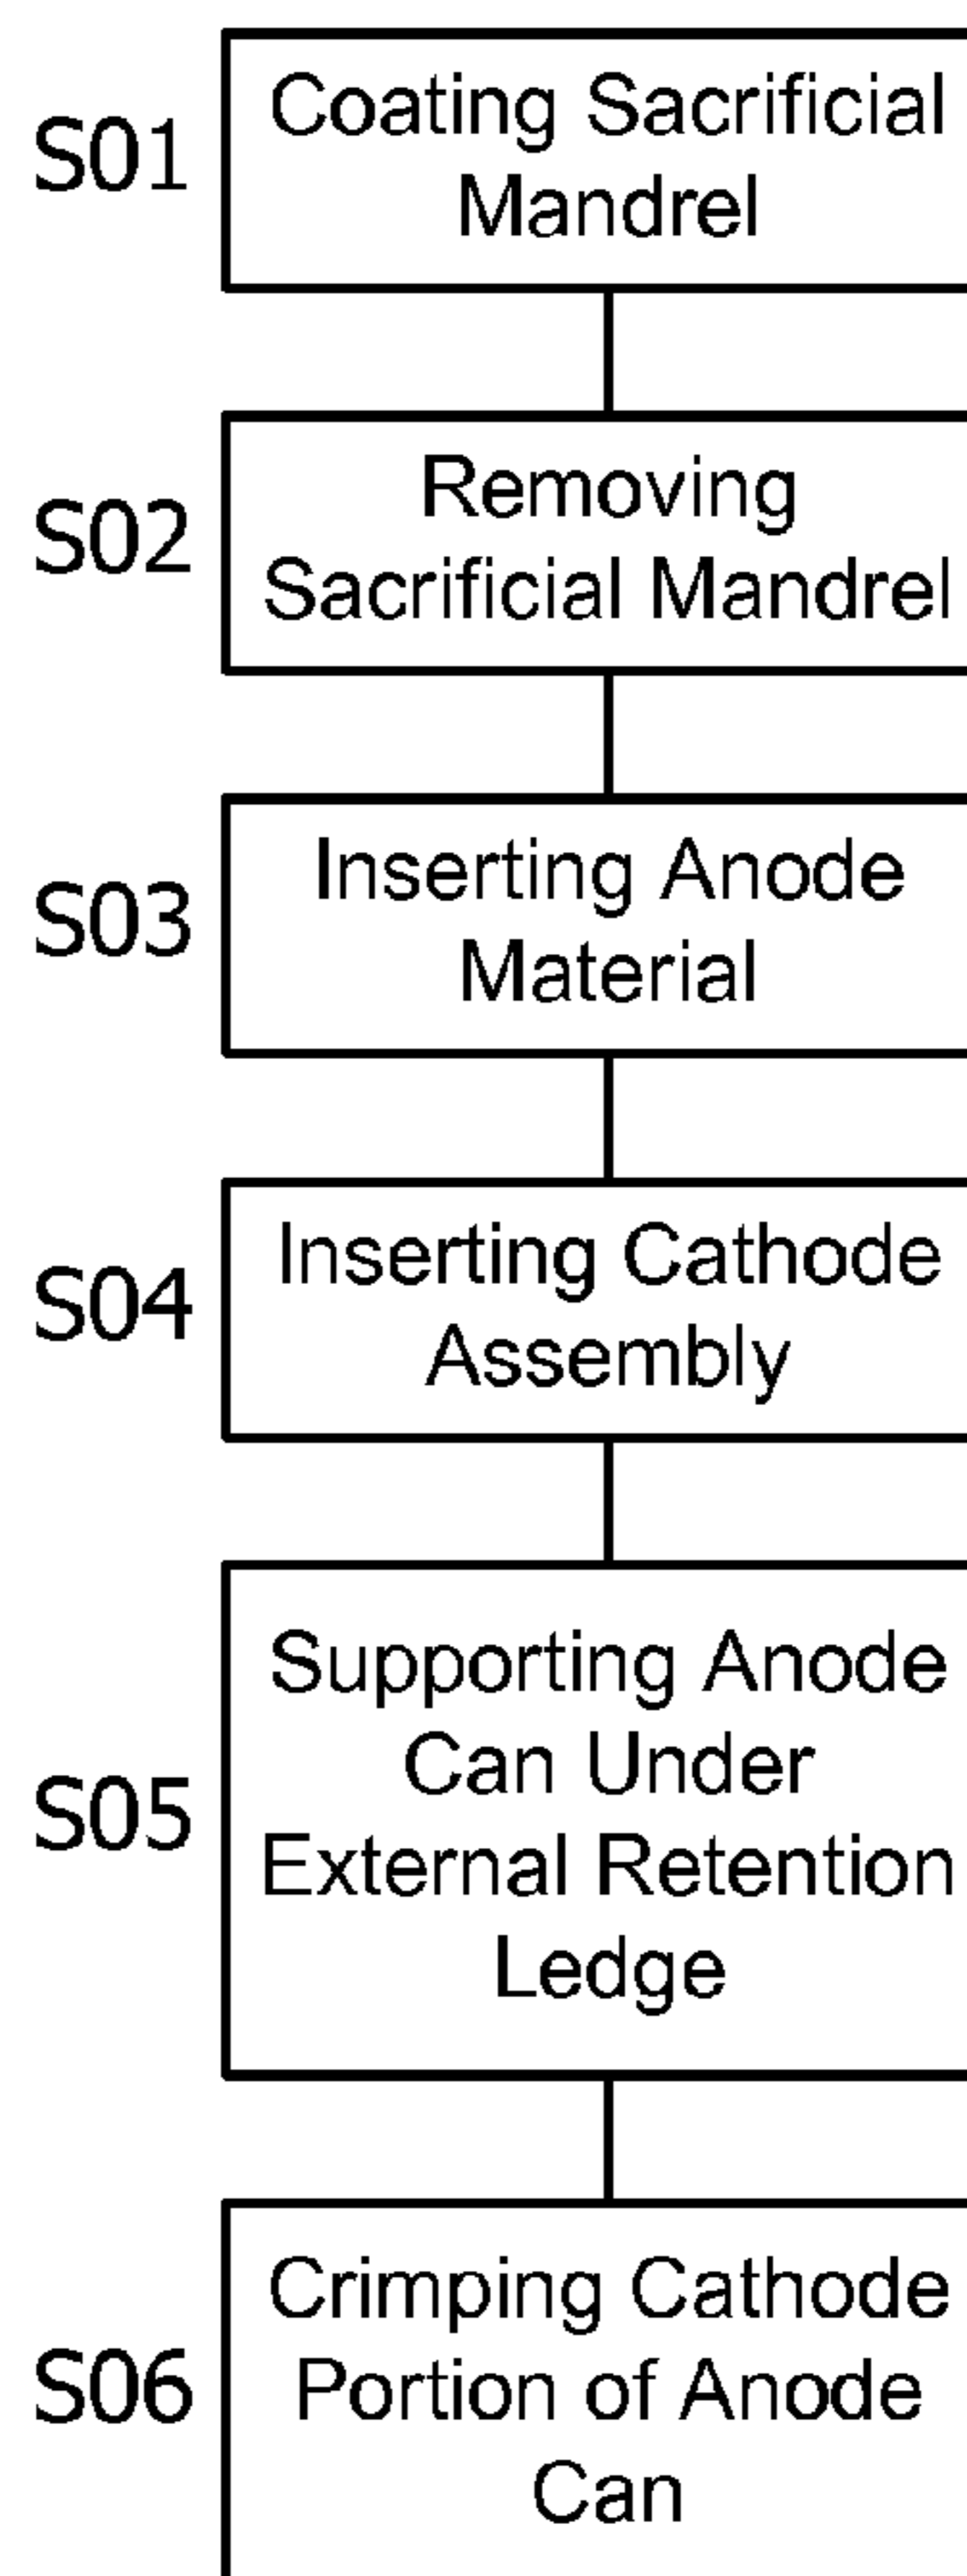 S01
Coating Sacrificial
Mandrel
S02
Removing
Sacrificial Mandrel
S03
Inserting Anode
Material
S04
Inserting Cathode
Assembly
S05
Supporting Anode
Can Under
External Retention
Ledge
S06
Crimping Cathode
Portion of Anode
Can